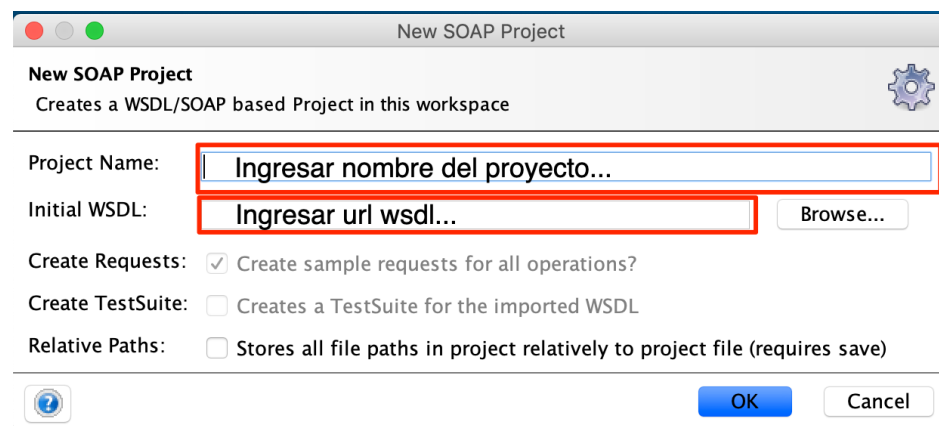 New SOAP Project
New SOAP Project
Creates a WSDL/SOAP based Project in this workspace
Project Name: Ingresar nombre del proyecto...
Initial WSDL: Ingresar url wsdl... Browse...
Create Requests: Create sample requests for all operations?
Create TestSuite: Creates a TestSuite for the imported WSDL
Relative Paths: Stores all file paths in project relatively to project file (requires save)
? OK Cancel